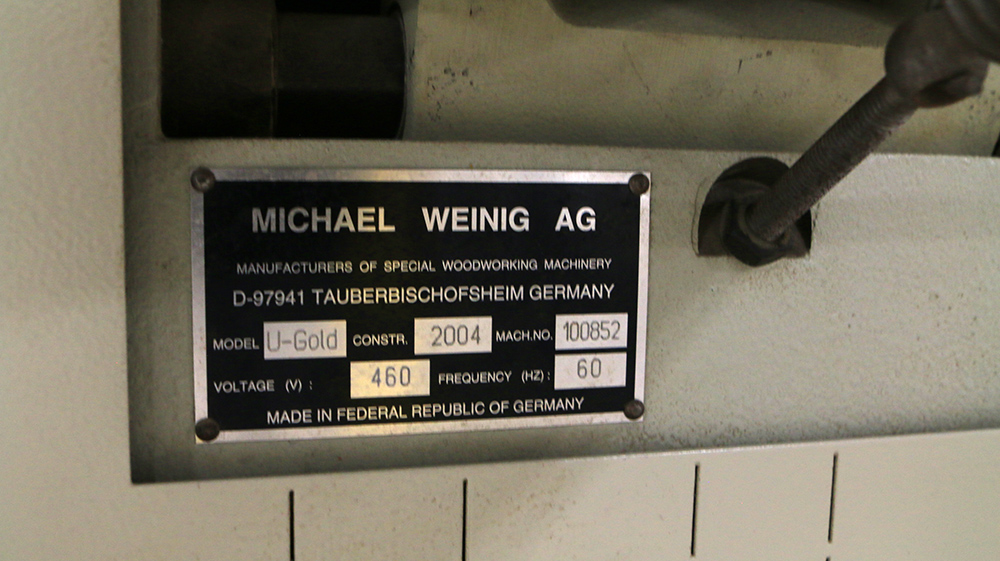 MICHAEL WEINIG AG
MANUFACTURERS OF SPECIAL WOODWORKING MACHINERY
D-97941 TAUBERBISCHOFSHEIM GERMANY
MODEL U-Gold CONSTR. 2004 MACH.NO. 100852
VOLTAGE (V) : 460 FREQUENCY (HZ) : 60
MADE IN FEDERAL REPUBLIC OF GERMANY